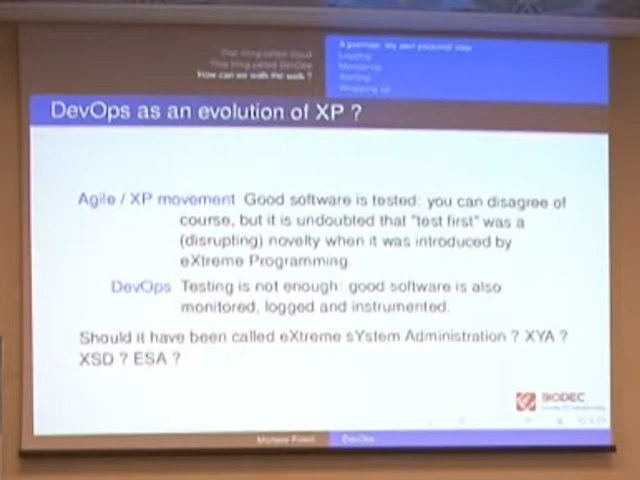 That thing called cloud
This thing called DevOps
How can we walk the walk ?
A premise: my own personal view
Logging
Monitoring
Alerting
Wrapping up
DevOps as an evolution of XP ?
Agile / XP movement Good software is tested: you can disagree of
course, but it is undoubted that "test first" was a
(disrupting) novelty when it was introduced by
eXtreme Programming.
DevOps Testing is not enough: good software is also
monitored, logged and instrumented.
Should it have been called eXtreme sYstem Administration ? XYA ?
XSD ? ESA ?
BIODEC
Michele
DevOps